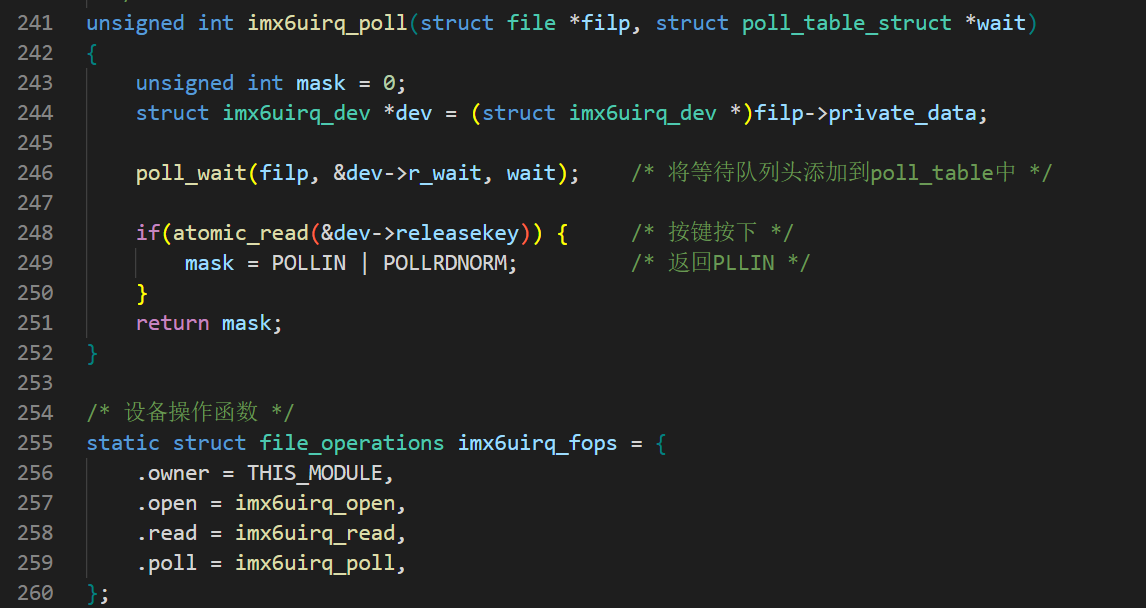 241 unsigned int imx6uirq_poll(struct file *filp, struct poll_table_struct *wait)
242 {
243     unsigned int mask = 0;
244     struct imx6uirq_dev *dev = (struct imx6uirq_dev *)filp->private_data;
245
246     poll_wait(filp, &dev->r_wait, wait);    /* 将等待队列头添加到poll_table中 */
247
248     if(atomic_read(&dev->releasekey)) {     /* 按键按下 */
249         mask = POLLIN | POLLRDNORM;         /* 返回PLLIN */
250     }
251     return mask;
252 }
253
254 /* 设备操作函数 */
255 static struct file_operations imx6uirq_fops = {
256     .owner = THIS_MODULE,
257     .open = imx6uirq_open,
258     .read = imx6uirq_read,
259     .poll = imx6uirq_poll,
260 };